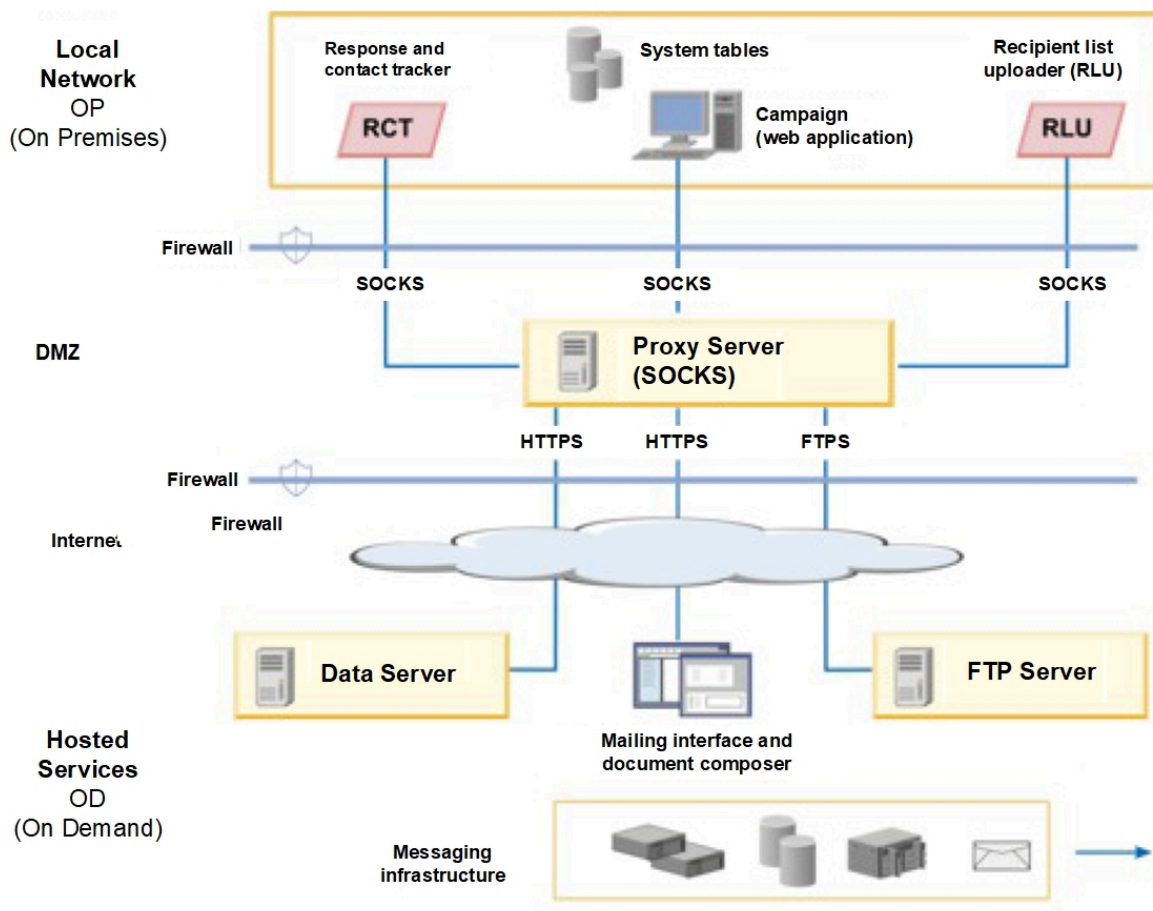 Local
Network
OP
(On Premises)
Response and
contact tracker
System tables
Recipient list
uploader (RLU)
RCT
Campaign
(web application)
RLU
Firewall
SOCKS
SOCKS
SOCKS
DMZ
Proxy Server
(SOCKS)
HTTPS
HTTPS
FTPS
Firewall
Firewall
Internet
Data Server
FTP Server
Mailing interface and
document composer
Hosted
Services
OD
(On Demand)
Messaging
infrastructure